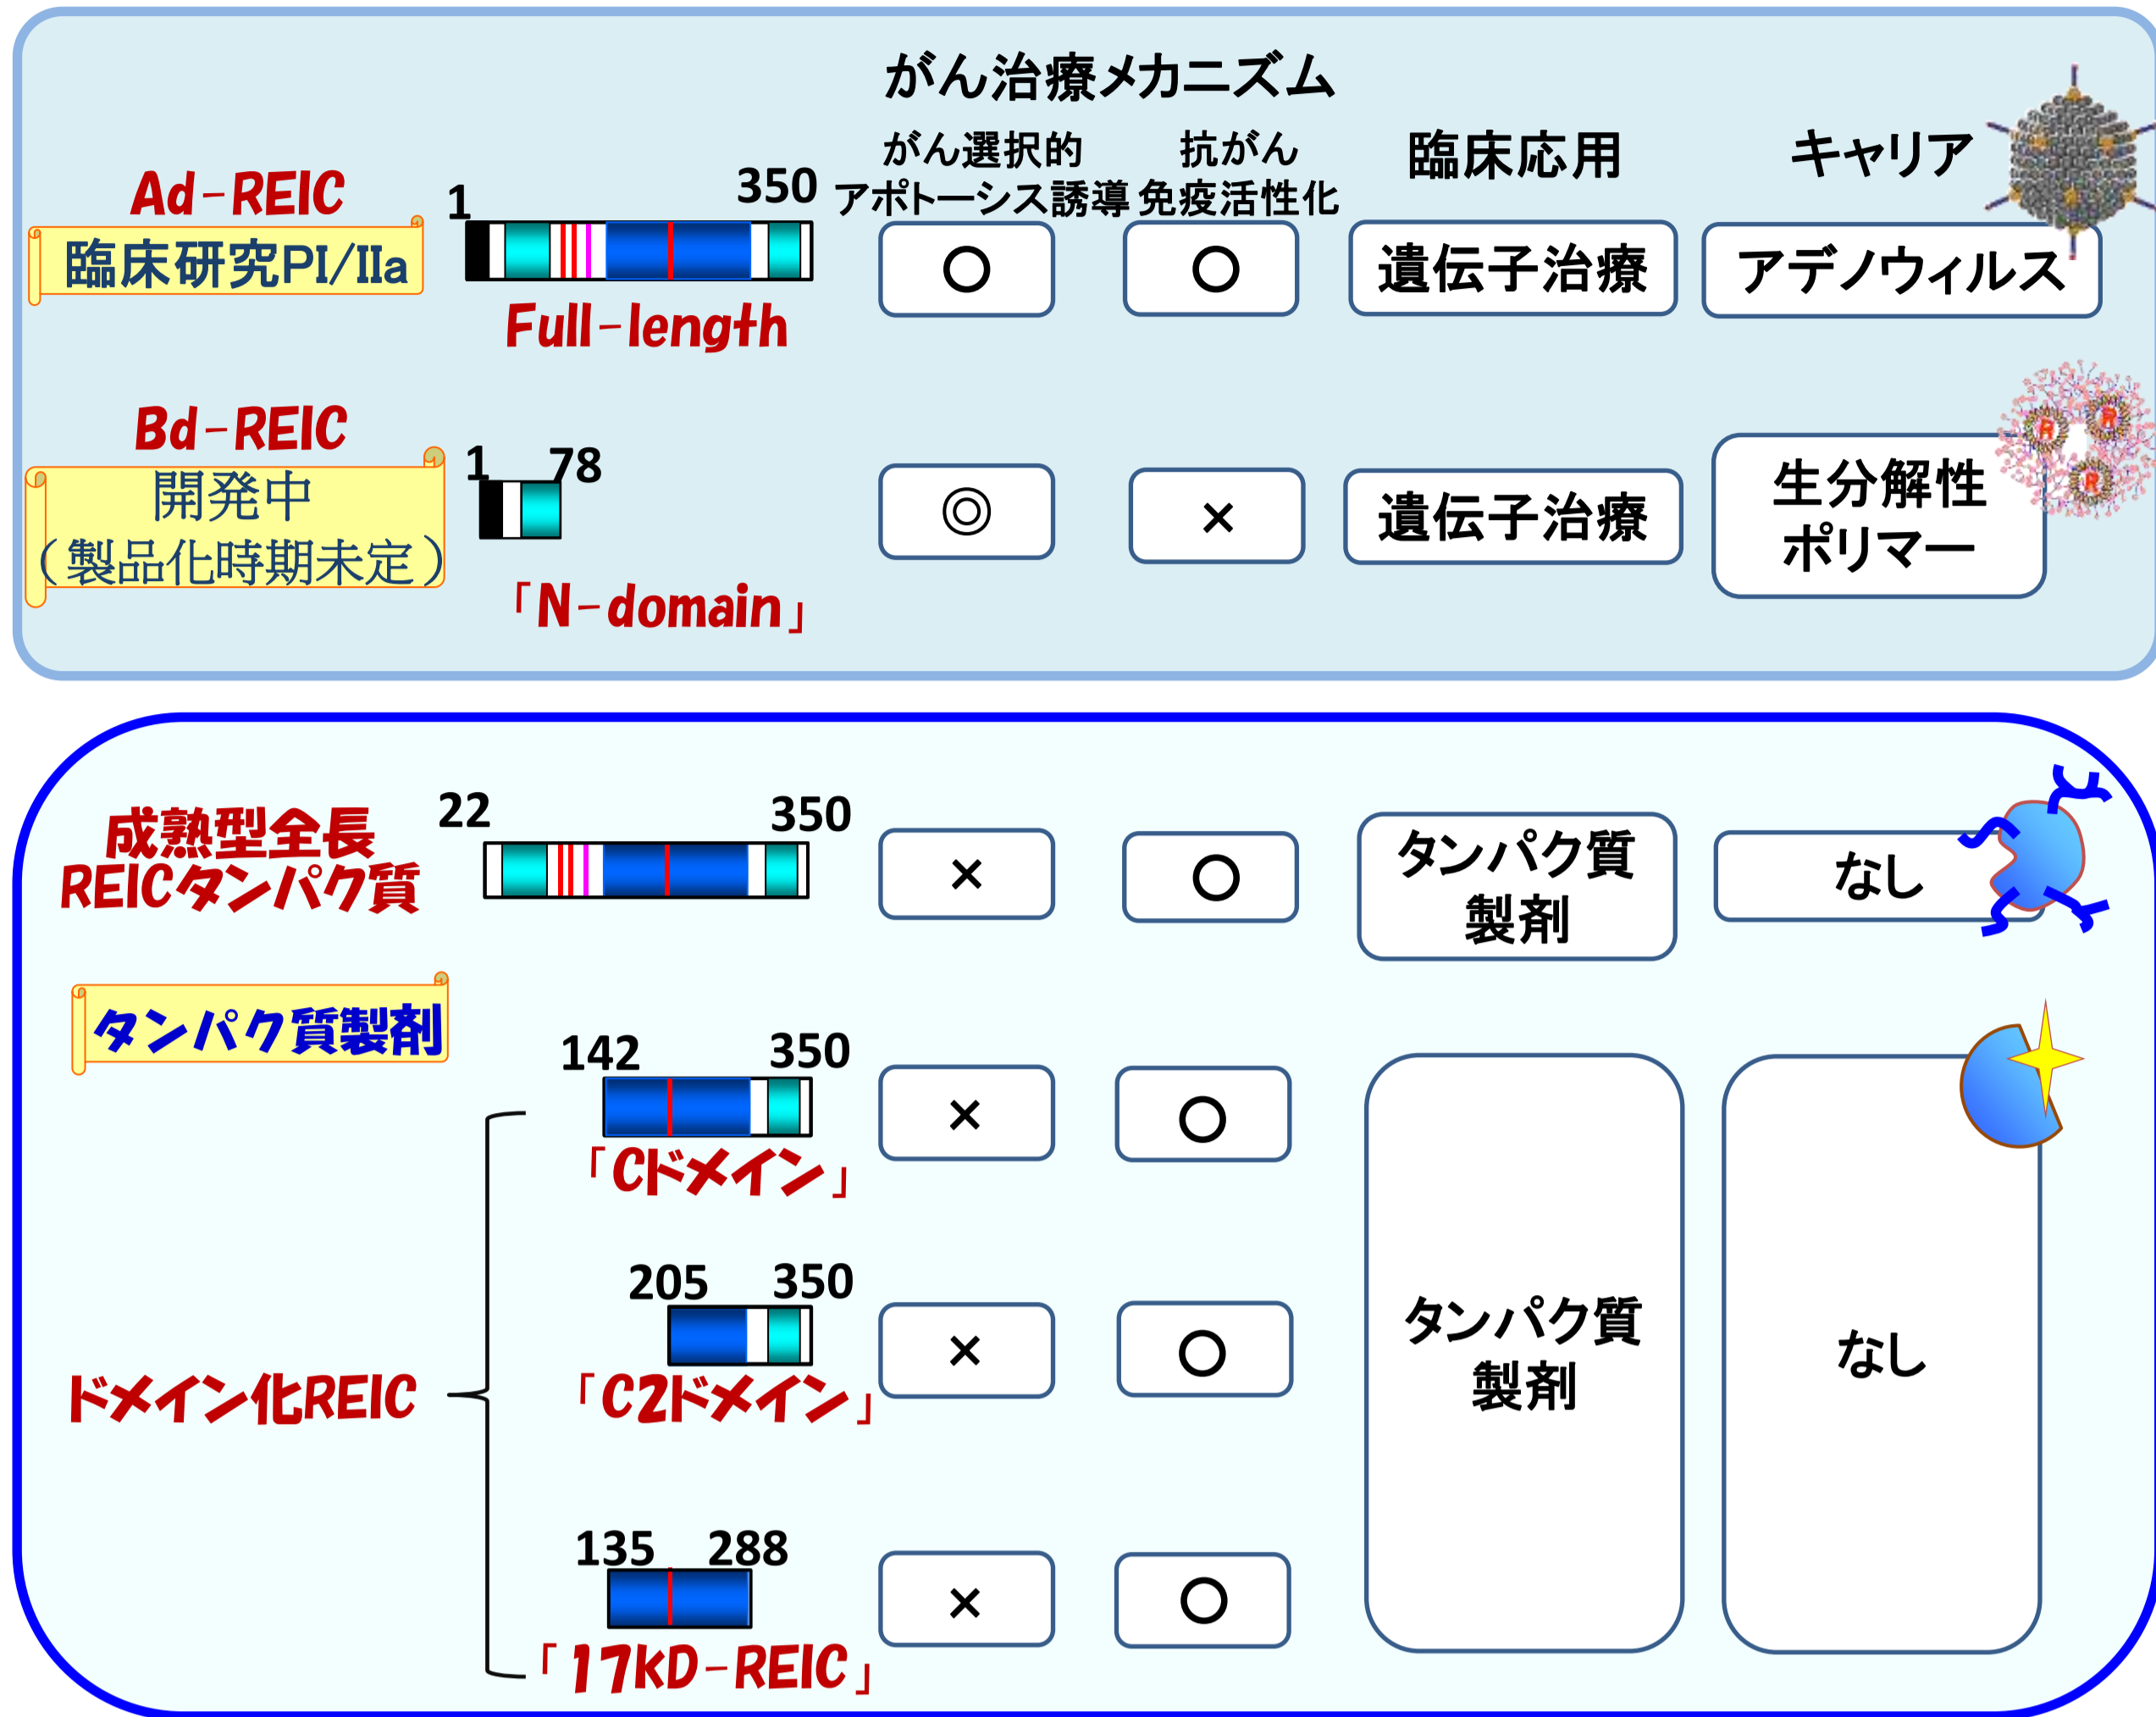 がん治療メカニズム
がん選択的
アポトーシス誘導
抗がん
免疫活性化
臨床応用
キャリア
Ad-REIC
臨床研究PI/IIa
1
350
Full-length
○
○
遺伝子治療
アデノウイルス
Bd-REIC
開発中
(製品化時期未定)
1
78
「N-domain」
◎
×
遺伝子治療
生分解性
ポリマー
R
R
R
成熟型全長
REICタンパク質
22
350
×
○
タンパク質
製剤
なし
タンパク質製剤
ドメイン化REIC
142
350
「Cドメイン」
×
○
205
350
「C2ドメイン」
×
○
135
288
「17KD-REIC」
×
○
タンパク質
製剤
なし